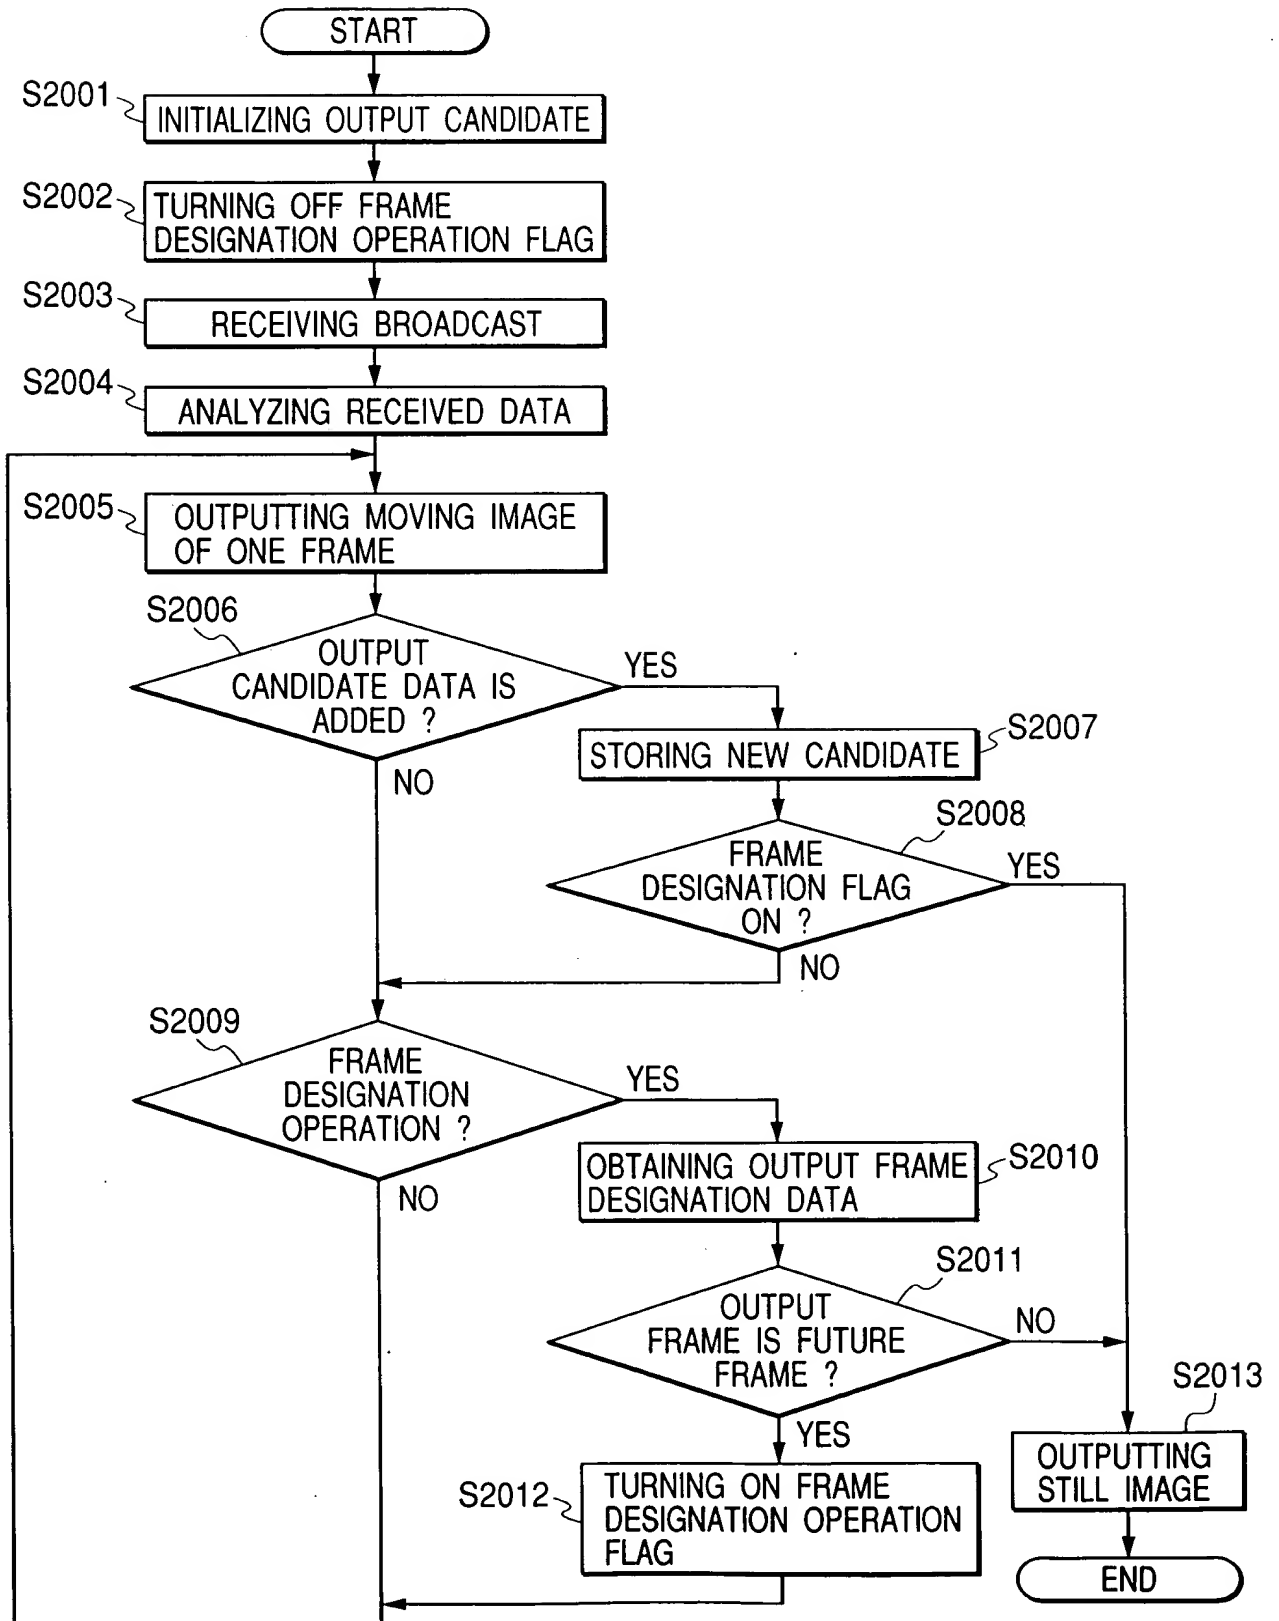 START
S2001
INITIALIZING OUTPUT CANDIDATE
S2002
TURNING OFF FRAME
DESIGNATION OPERATION FLAG
S2003
RECEIVING BROADCAST
S2004
ANALYZING RECEIVED DATA
S2005
OUTPUTTING MOVING IMAGE
OF ONE FRAME
S2006
OUTPUT
CANDIDATE DATA IS
ADDED ?
YES
NO
S2007
STORING NEW CANDIDATE
S2008
FRAME
DESIGNATION FLAG
ON ?
YES
NO
S2009
FRAME
DESIGNATION
OPERATION ?
YES
NO
S2010
OBTAINING OUTPUT FRAME
DESIGNATION DATA
S2011
OUTPUT
FRAME IS FUTURE
FRAME ?
NO
YES
S2012
TURNING ON FRAME
DESIGNATION OPERATION
FLAG
S2013
OUTPUTTING
STILL IMAGE
END